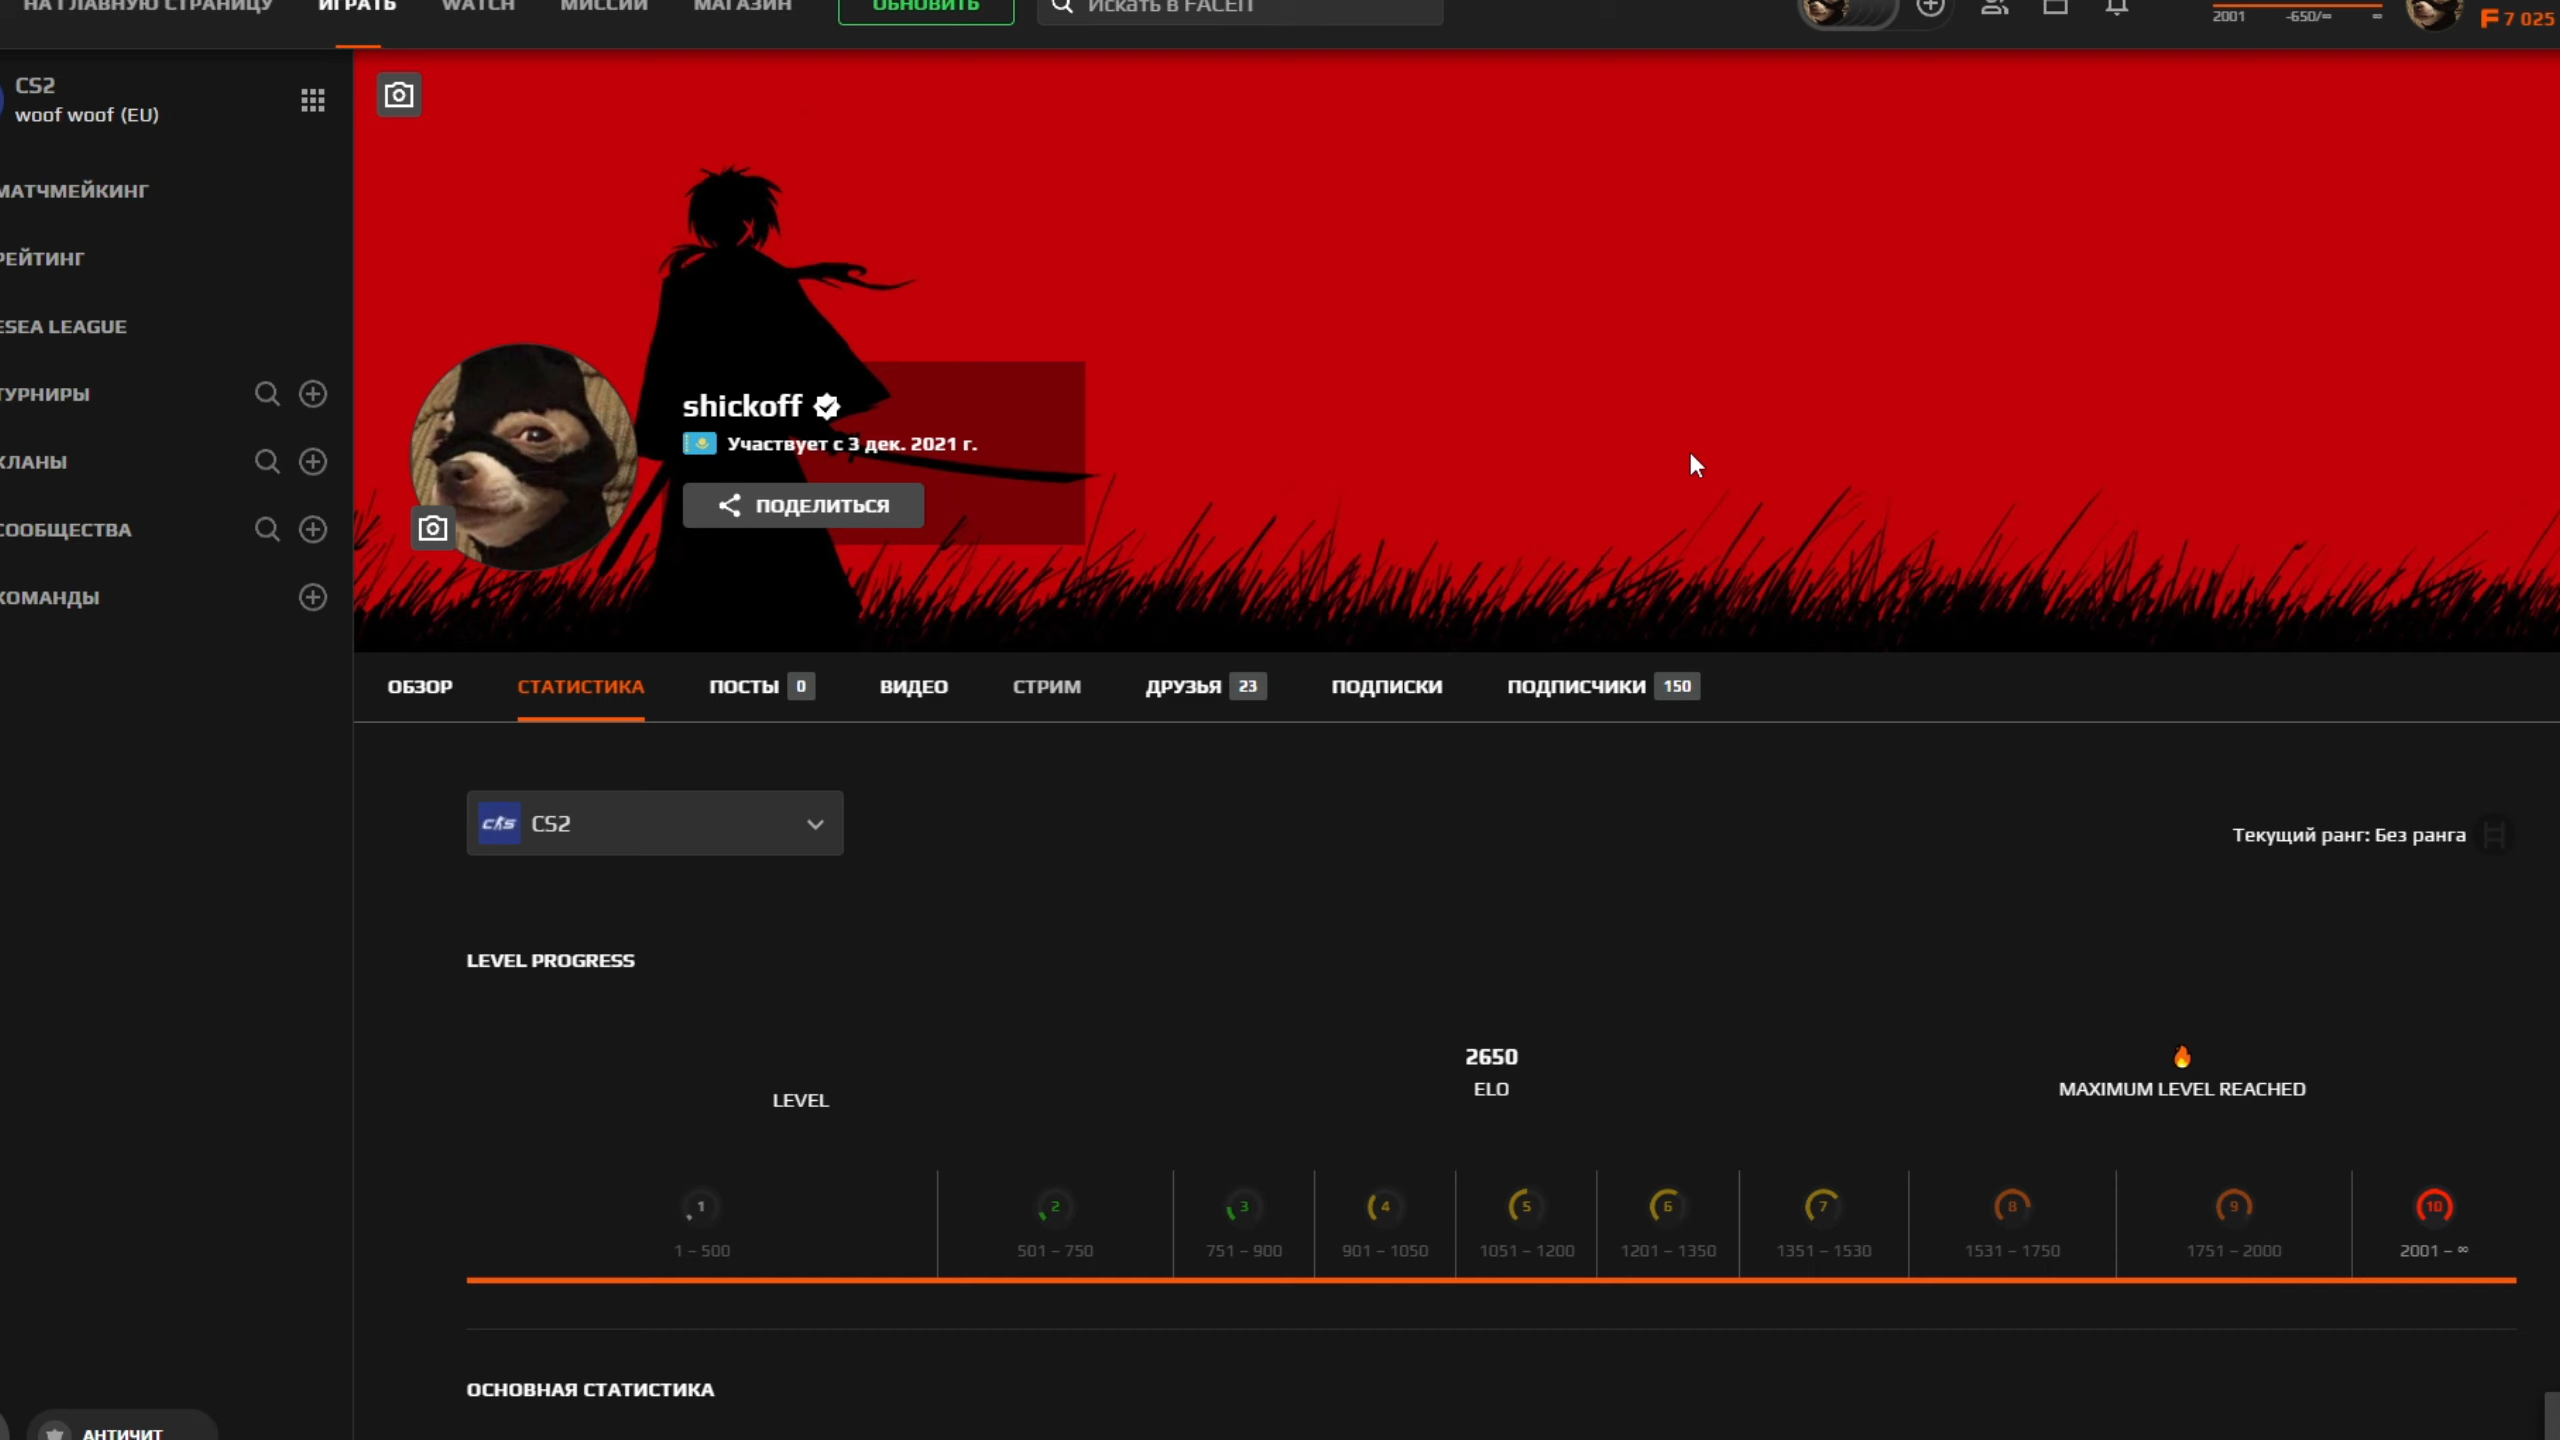 НА ГЛАВНУЮ СТРАНИЦУ ИГРАТЬ WATCH МИССИИ МАГАЗИН ОБНОВИТЬ Искать в FACEIT
2001 -650/∞ ∞ 7 025
CS2
woof woof (EU)
МАТЧМЕЙКИНГ
РЕЙТИНГ
ESEA LEAGUE
ТУРНИРЫ
КЛАНЫ
СООБЩЕСТВА
КОМАНДЫ
АНТИЧИТ
shickoff
Участвует с 3 дек. 2021 г.
ПОДЕЛИТЬСЯ
ОБЗОР СТАТИСТИКА ПОСТЫ 0 ВИДЕО СТРИМ ДРУЗЬЯ 23 ПОДПИСКИ ПОДПИСЧИКИ 150
CS2
Текущий ранг: Без ранга
LEVEL PROGRESS
LEVEL
2650
ELO
MAXIMUM LEVEL REACHED
1 2 3 4 5 6 7 8 9 10
1 – 500 501 – 750 751 – 900 901 – 1050 1051 – 1200 1201 – 1350 1351 – 1530 1531 – 1750 1751 – 2000 2001 – ∞
ОСНОВНАЯ СТАТИСТИКА